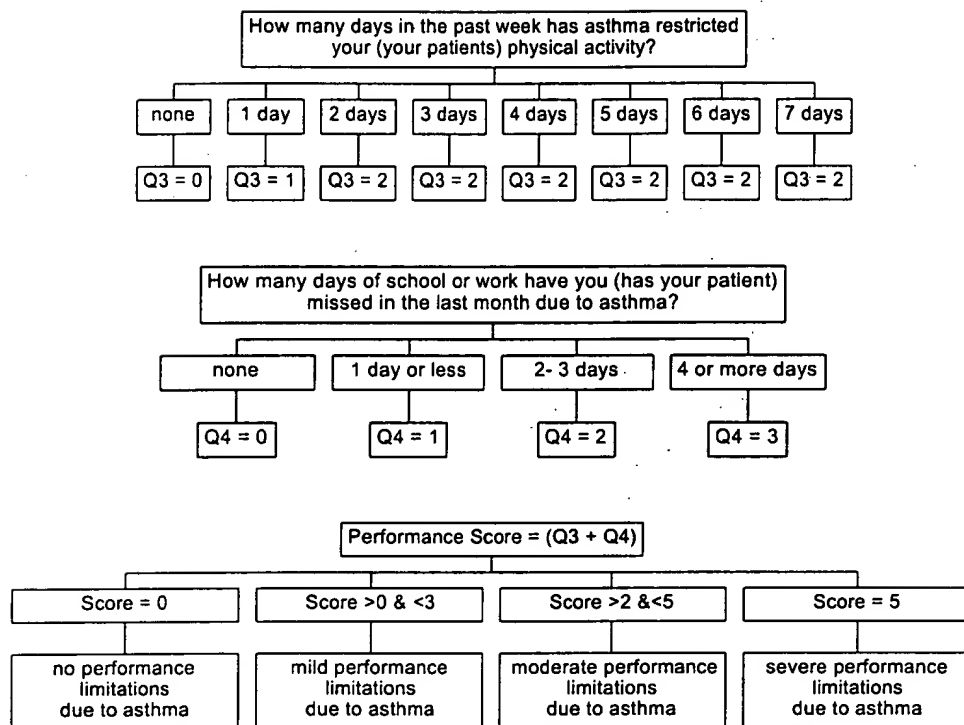 How many days in the past week has asthma restricted
your (your patients) physical activity?
none
1 day
2 days
3 days
4 days
5 days
6 days
7 days
Q3 = 0
Q3 = 1
Q3 = 2
Q3 = 2
Q3 = 2
Q3 = 2
Q3 = 2
Q3 = 2
How many days of school or work have you (has your patient)
missed in the last month due to asthma?
none
1 day or less
2- 3 days
4 or more days
Q4 = 0
Q4 = 1
Q4 = 2
Q4 = 3
Performance Score = (Q3 + Q4)
Score = 0
Score >0 & <3
Score >2 &<5
Score = 5
no performance
limitations
due to asthma
mild performance
limitations
due to asthma
moderate performance
limitations
due to asthma
severe performance
limitations
due to asthma